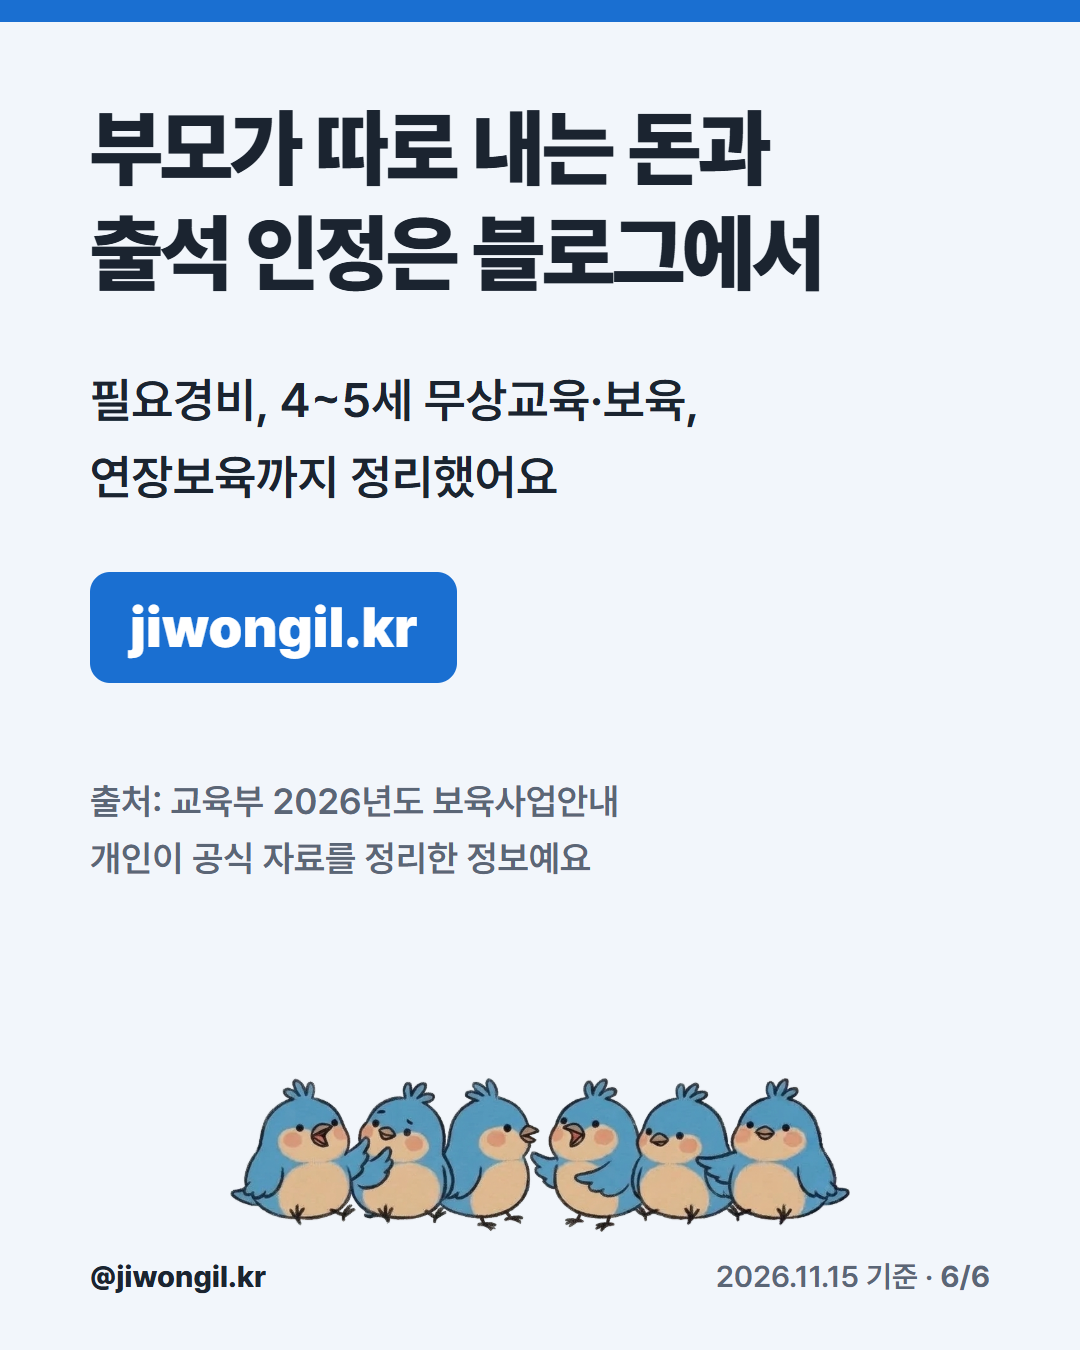 부모가 따로 내는 돈과
출석 인정은 블로그에서
필요경비, 4~5세 무상교육·보육,
연장보육까지 정리했어요
jiwongil.kr
출처: 교육부 2026년도 보육사업안내
개인이 공식 자료를 정리한 정보예요
@jiwongil.kr
2026.11.15 기준 · 6/6